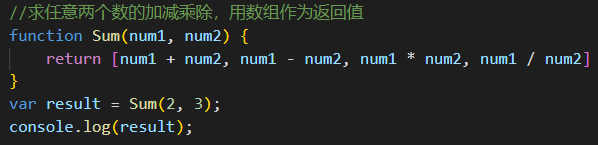 //求任意两个数的加减乘除，用数组作为返回值
function Sum(num1, num2) {
    return [num1 + num2, num1 - num2, num1 * num2, num1 / num2]
}
var result = Sum(2, 3);
console.log(result);